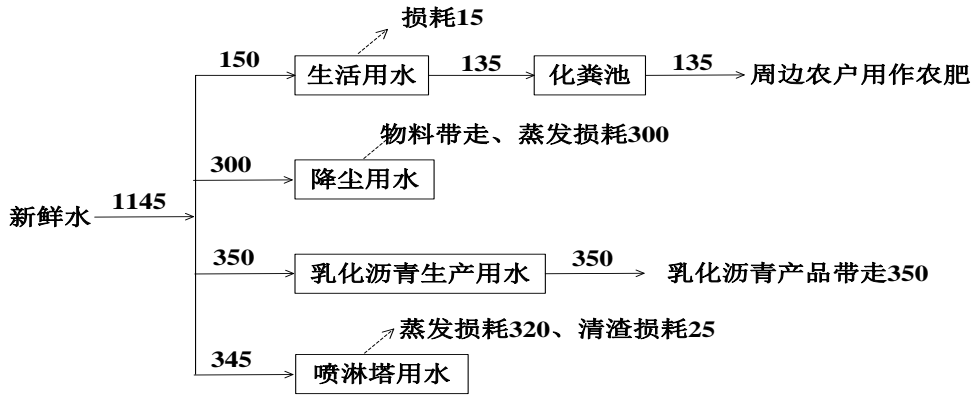 损耗15
150
生活用水
135
化粪池
135
周边农户用作农肥
物料带走、蒸发损耗300
300
降尘用水
新鲜水
1145
350
乳化沥青生产用水
350
乳化沥青产品带走350
蒸发损耗320、清渣损耗25
345
喷淋塔用水